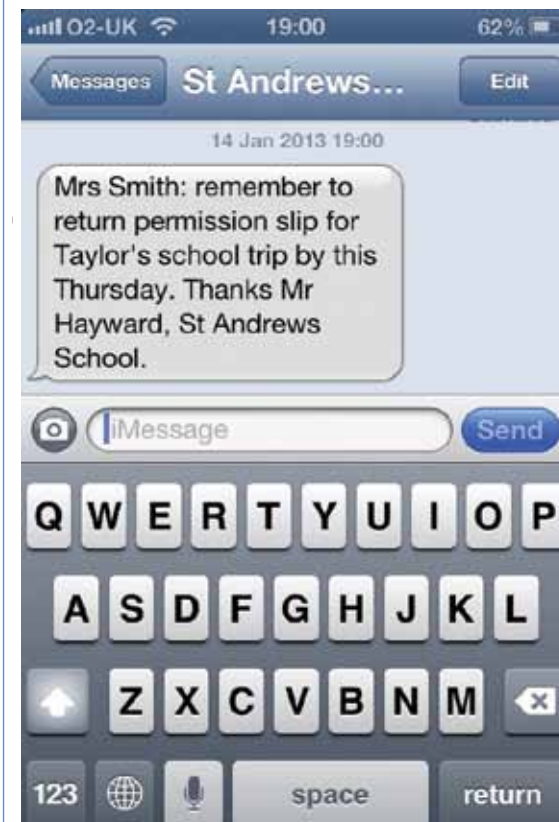 O2-UK 19:00 62%
Messages St Andrews... Edit
14 Jan 2013 19:00
Mrs Smith: remember to
return permission slip for
Taylor's school trip by this
Thursday. Thanks Mr
Hayward, St Andrews
School.
iMessage Send
Q W E R T Y U I O P
A S D F G H J K L
Z X C V B N M
123 space return